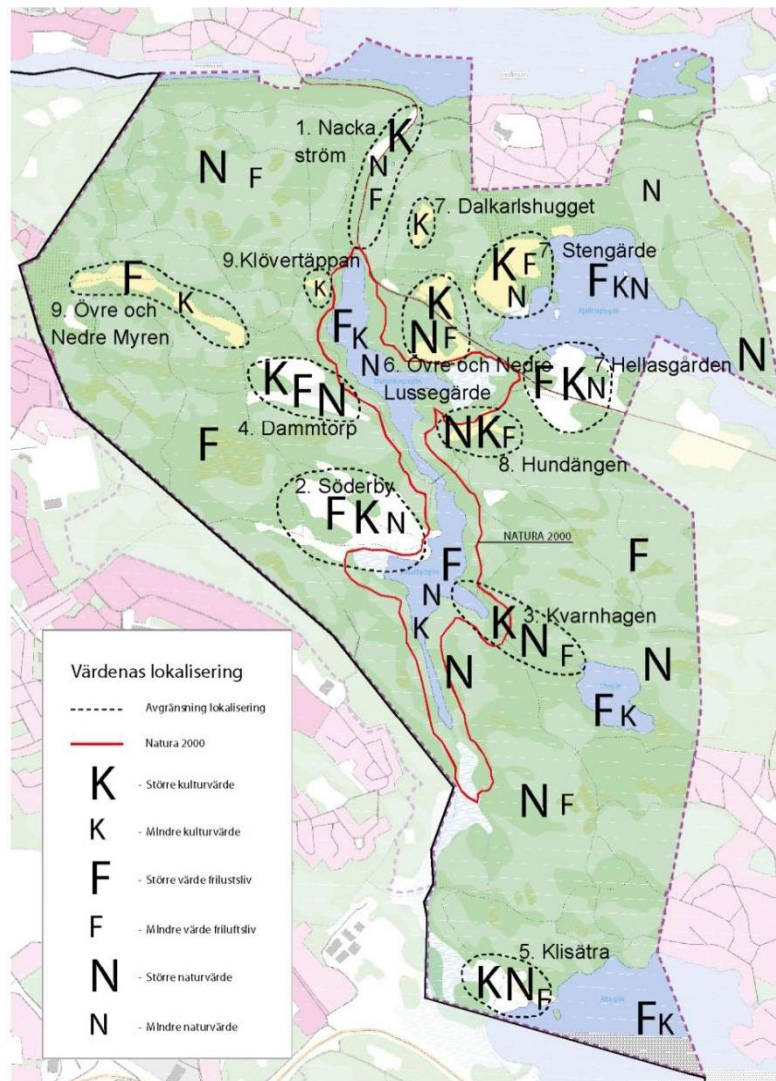 1. Nacka
ström
K
N
F
N F
N
K
7. Dalkarlshugget
9.Klövertäppan
K
7. Stengärde
K F
N
F K N
F
K
9. Övre och
Nedre Myren
F K
N
K
N F
6. Övre och Nedre
Lussegärde
7. Hellasgården
F K N
N
K F N
4. Dammtorp
N K F
8. Hundängen
F
2. Söderby
F K N
NATURA 2000
F
N
K
F
3. Kvarnhagen
K N F
N
N
F K
N F
5. Klisätra
K N F
F K
Värdenas lokalisering
Avgränsning lokalisering
Natura 2000
K - Större kulturvärde
K - Mindre kulturvärde
F - Större värde frilustsliv
F - Mindre värde friluftsliv
N - Större naturvärde
N - Mindre naturvärde